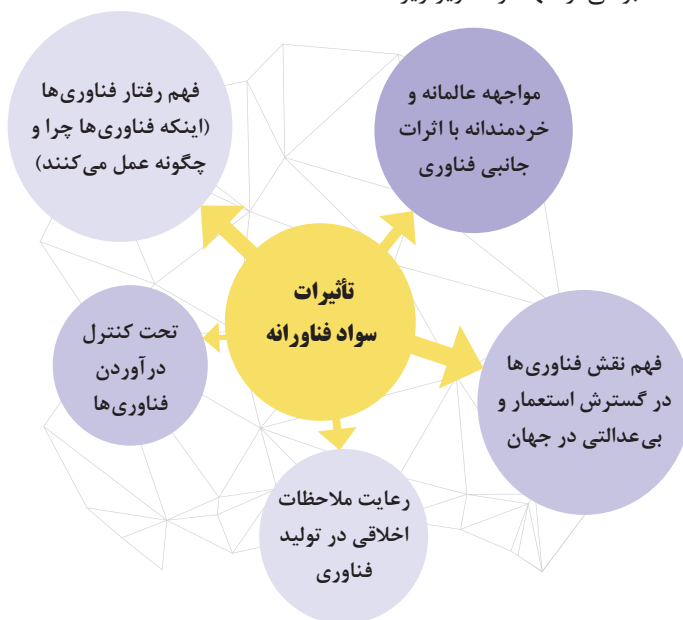 مواجهه عالمانه و
خردمندانه با اثرات
جانبی فناوری
فهم رفتار فناوری‌ها
(اینکه فناوری‌ها چرا و
چگونه عمل می‌کنند)
تأثیرات
سواد فناورانه
فهم نقش فناوری‌ها
در گسترش استعمار و
بی‌عدالتی در جهان
تحت کنترل
درآوردن
فناوری‌ها
رعایت ملاحظات
اخلاقی در تولید
فناوری